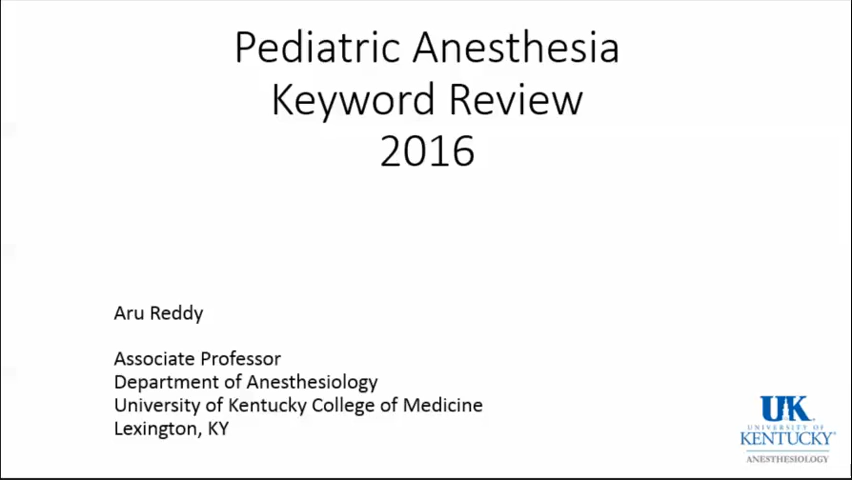 Pediatric Anesthesia
Keyword Review
2016
Aru Reddy
Associate Professor
Department of Anesthesiology
University of Kentucky College of Medicine
Lexington, KY
UK
UNIVERSITY OF
KENTUCKY
ANESTHESIOLOGY